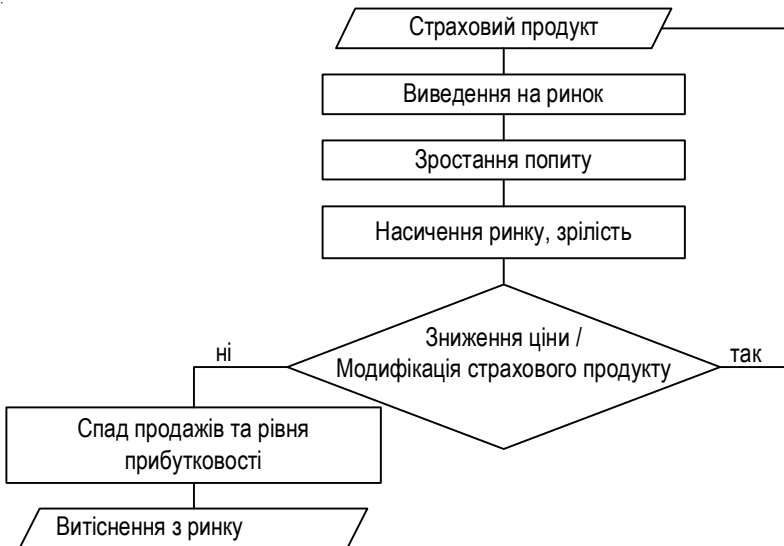 Страховий продукт
Виведення на ринок
Зростання попиту
Насичення ринку, зрілість
Зниження ціни /
Модифікація страхового продукту
ні
так
Спад продажів та рівня
прибутковості
Витіснення з ринку